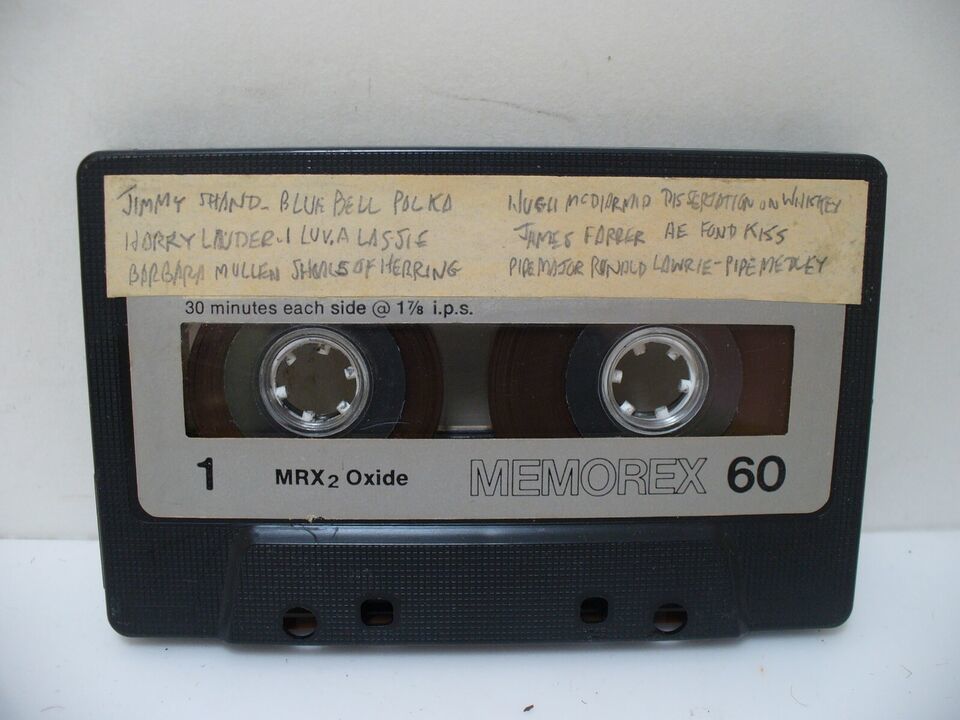 JIMMY SHAND - BLUE BELL POLKA
HARRY LAUDER - I LUV A LASSIE
BARBARA MULLEN SHOALS OF HERRING
HUGH MCDIARMID DISSERTATION ON WHISKEY
JAMES FARRER AE FOND KISS
PIPE MAJOR RONALD LAWRIE - PIPE MEDLEY
30 minutes each side @ 1⅞ i.p.s.
1 MRX₂ Oxide MEMOREX 60